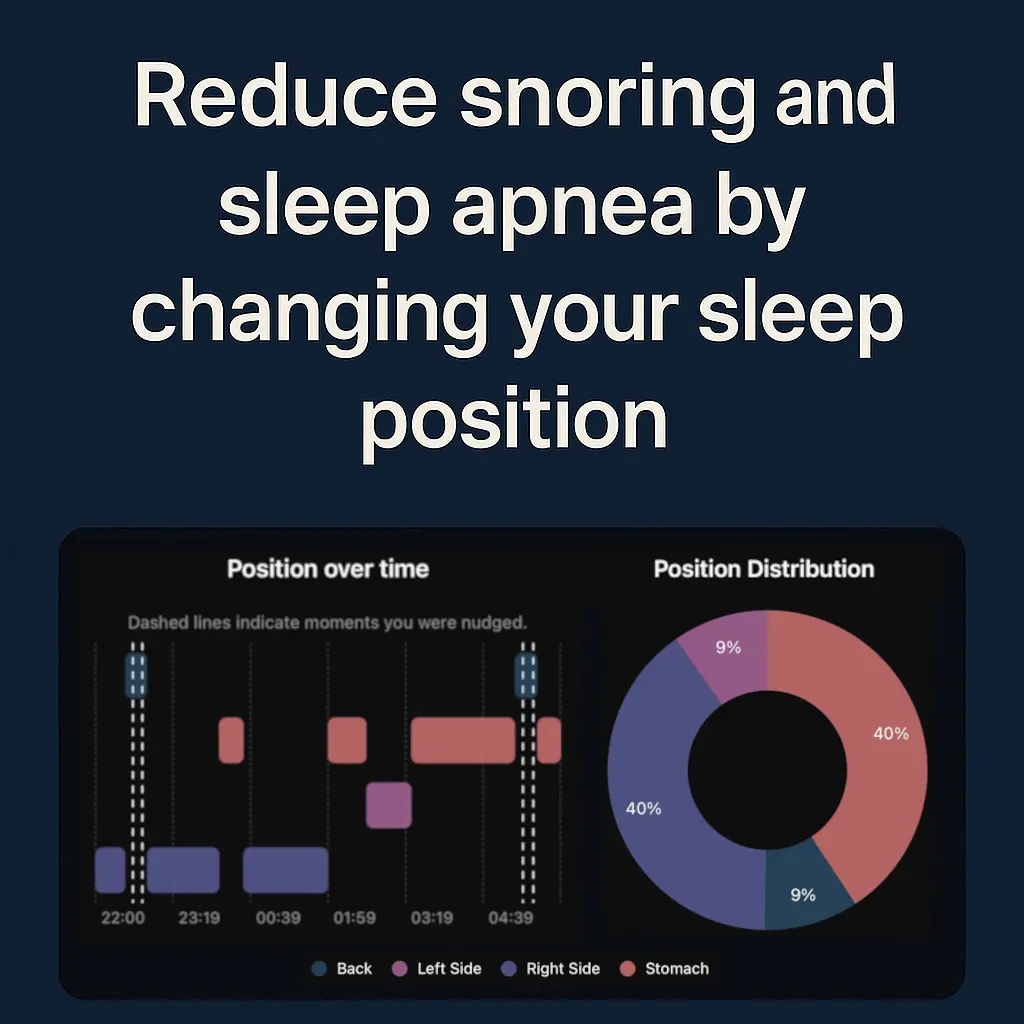 Reduce snoring and
sleep apnea by
changing your sleep
position
Position over time
Dashed lines indicate moments you were nudged.
22:00 23:19 00:39 01:59 03:19 04:39
Position Distribution
9%
40%
40%
9%
Back Left Side Right Side Stomach